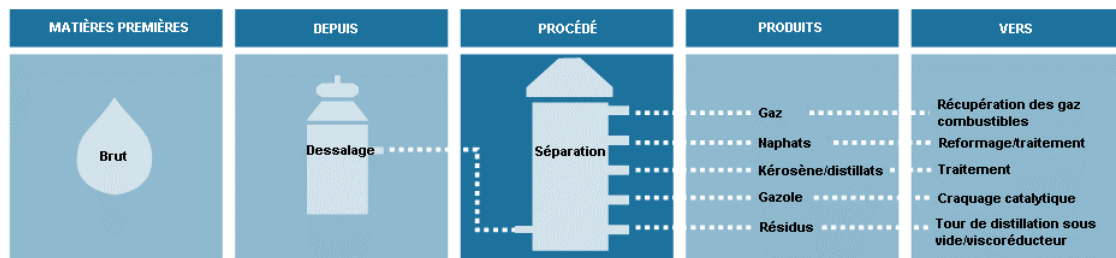 MATIÈRES PREMIÈRES
DEPUIS
PROCÉDÉ
PRODUITS
VERS
Brut
Dessalage
Séparation
Gaz
Récupération des gaz
combustibles
Naphats
Reformage/traitement
Kérosène/distillats
Traitement
Gazole
Craquage catalytique
Résidus
Tour de distillation sous
vide/viscoréducteur